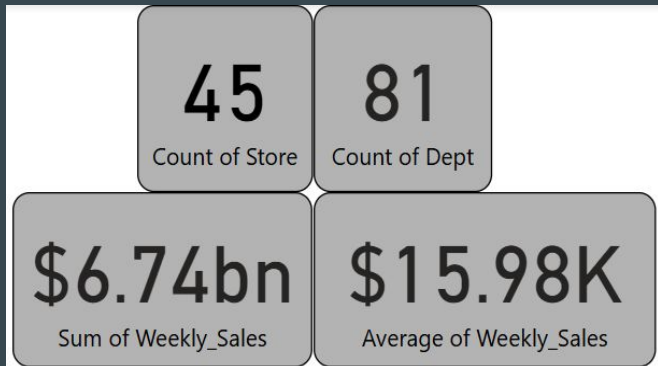 45 81
Count of Store Count of Dept
$6.74bn $15.98K
Sum of Weekly_Sales Average of Weekly_Sales